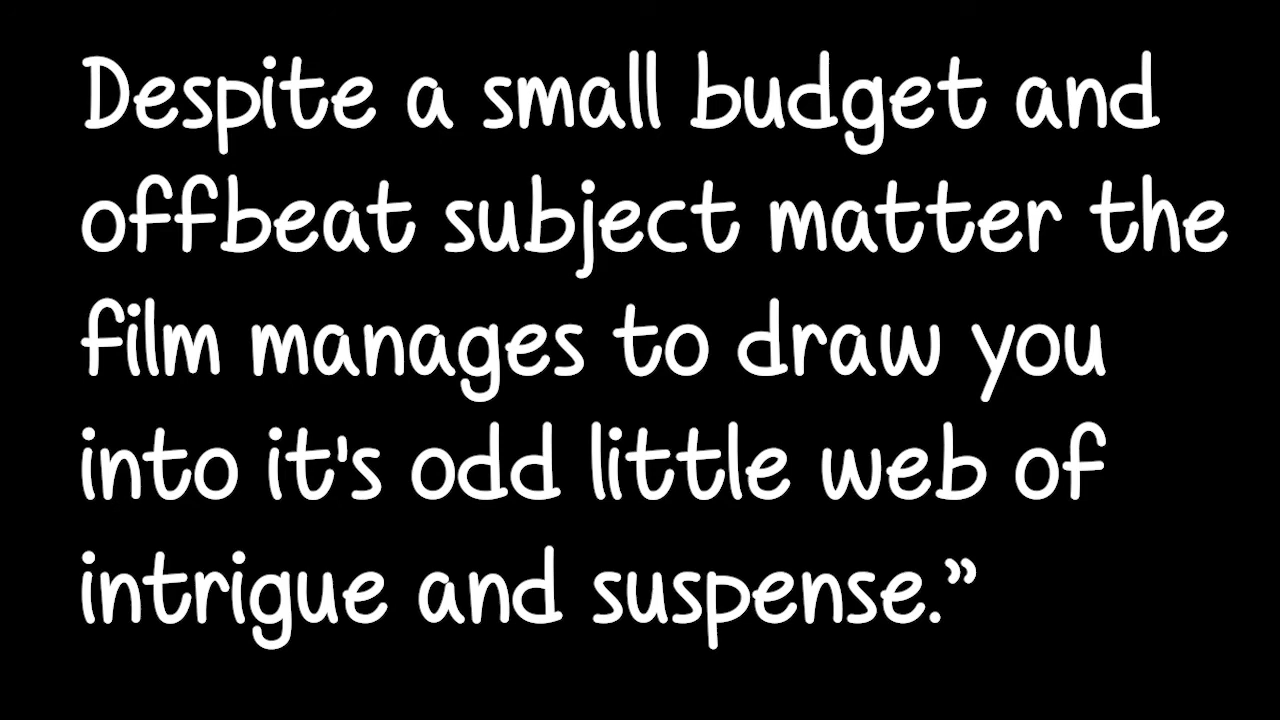 Despite a small budget and
offbeat subject matter the
film manages to draw you
into it's odd little web of
intrigue and suspense.”